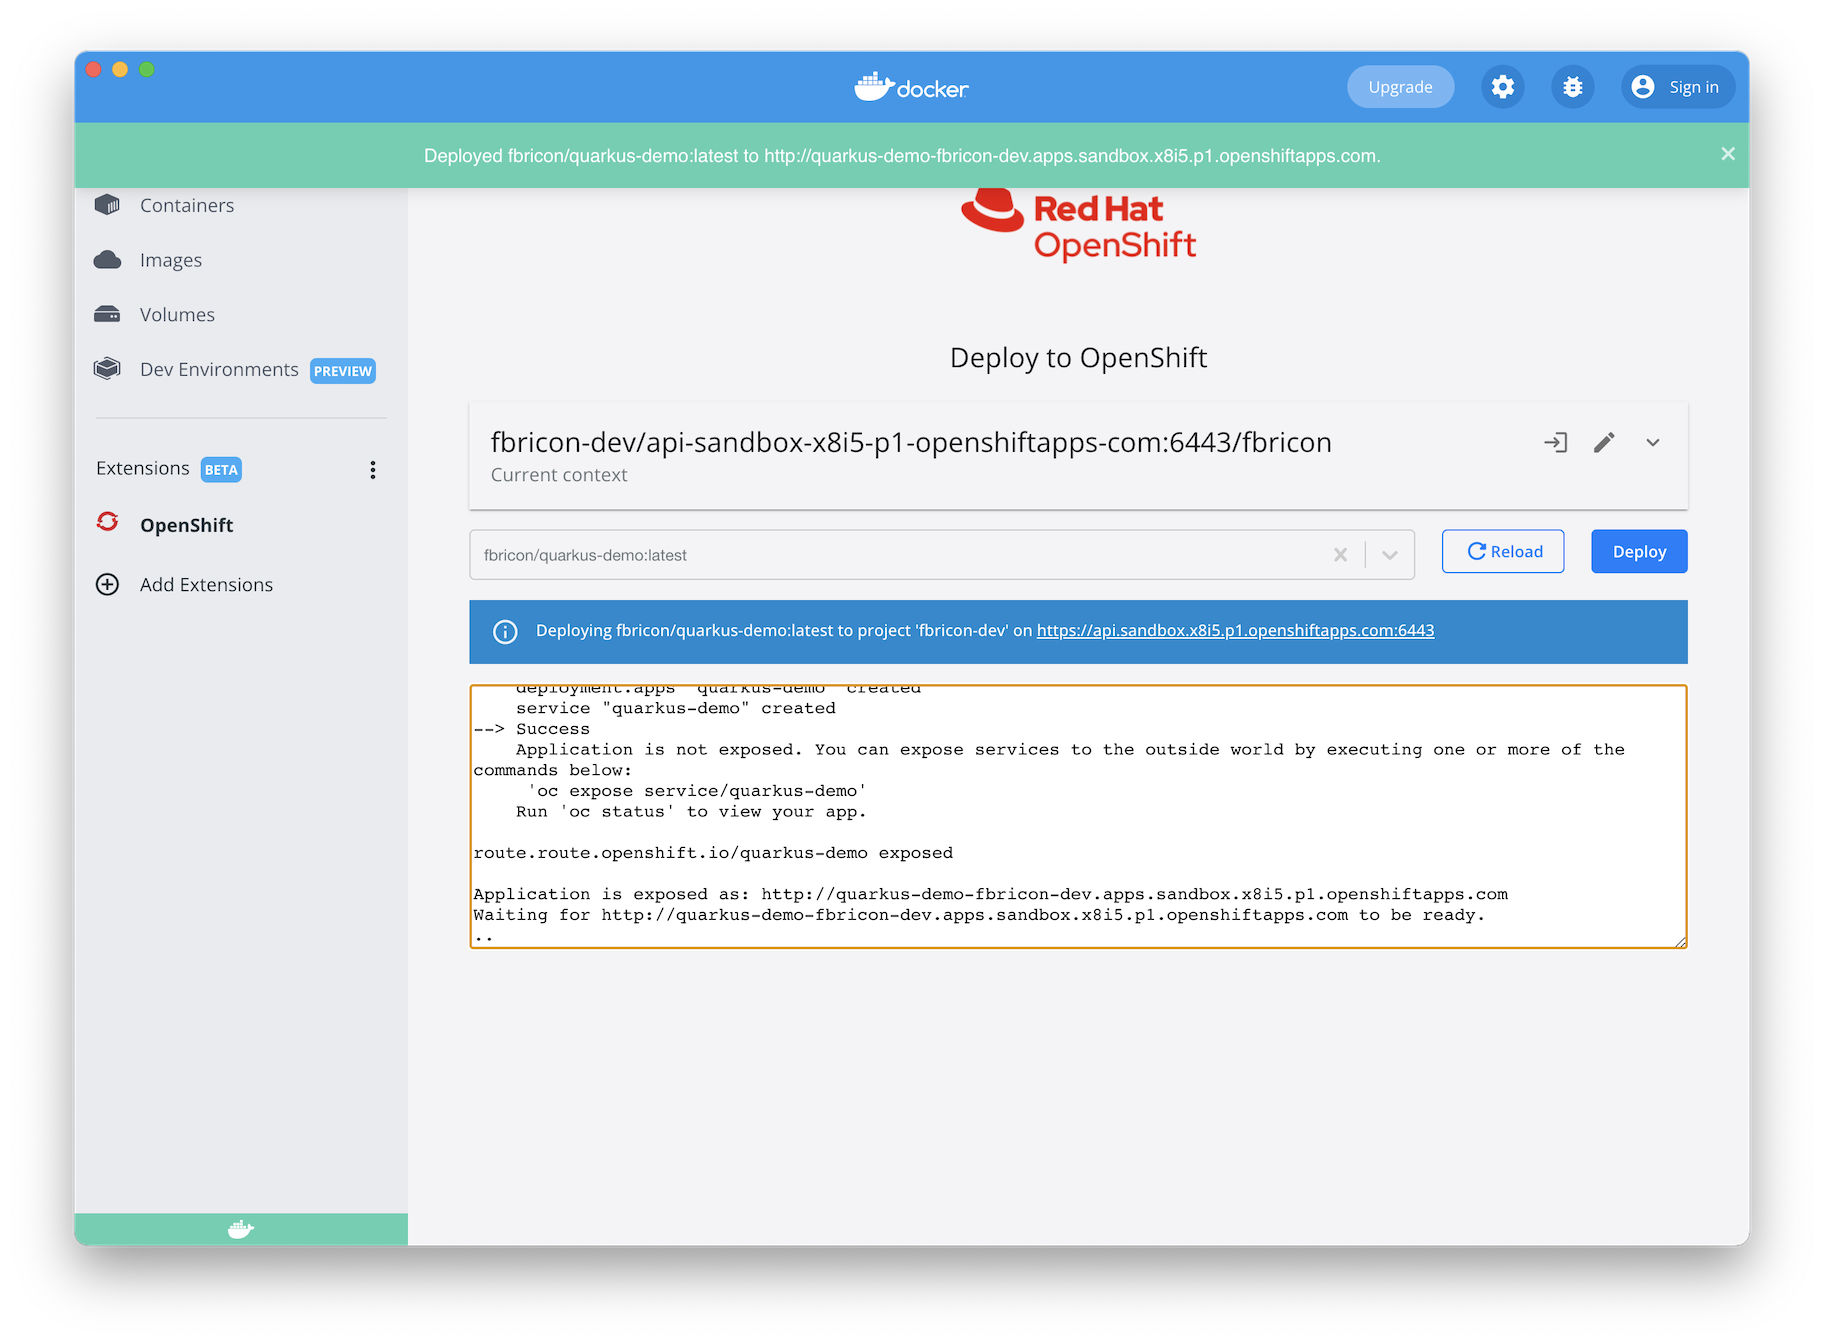 docker
Upgrade
Sign in
Deployed fbricon/quarkus-demo:latest to http://quarkus-demo-fbricon-dev.apps.sandbox.x8i5.p1.openshiftapps.com.
Containers
Images
Volumes
Dev Environments PREVIEW
Extensions BETA
OpenShift
Add Extensions
Red Hat
OpenShift
Deploy to OpenShift
fbricon-dev/api-sandbox-x8i5-p1-openshiftapps-com:6443/fbricon
Current context
fbricon/quarkus-demo:latest
Reload
Deploy
Deploying fbricon/quarkus-demo:latest to project 'fbricon-dev' on https://api.sandbox.x8i5.p1.openshiftapps.com:6443
deployment.apps "quarkus-demo" created
service "quarkus-demo" created
--> Success
Application is not exposed. You can expose services to the outside world by executing one or more of the
commands below:
'oc expose service/quarkus-demo'
Run 'oc status' to view your app.
route.route.openshift.io/quarkus-demo exposed
Application is exposed as: http://quarkus-demo-fbricon-dev.apps.sandbox.x8i5.p1.openshiftapps.com
Waiting for http://quarkus-demo-fbricon-dev.apps.sandbox.x8i5.p1.openshiftapps.com to be ready.
..